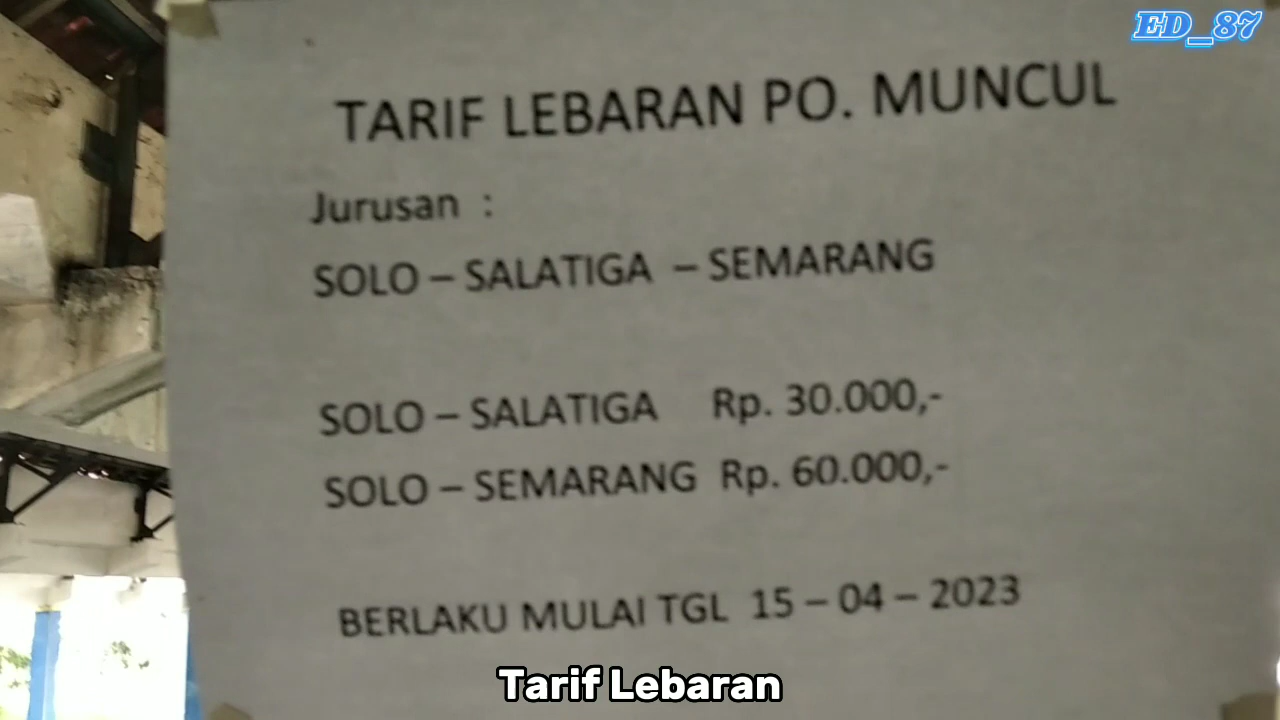 ED_87
TARIF LEBARAN PO. MUNCUL
Jurusan :
SOLO – SALATIGA – SEMARANG
SOLO – SALATIGA Rp. 30.000,-
SOLO – SEMARANG Rp. 60.000,-
BERLAKU MULAI TGL 15 – 04 – 2023
Tarif Lebaran